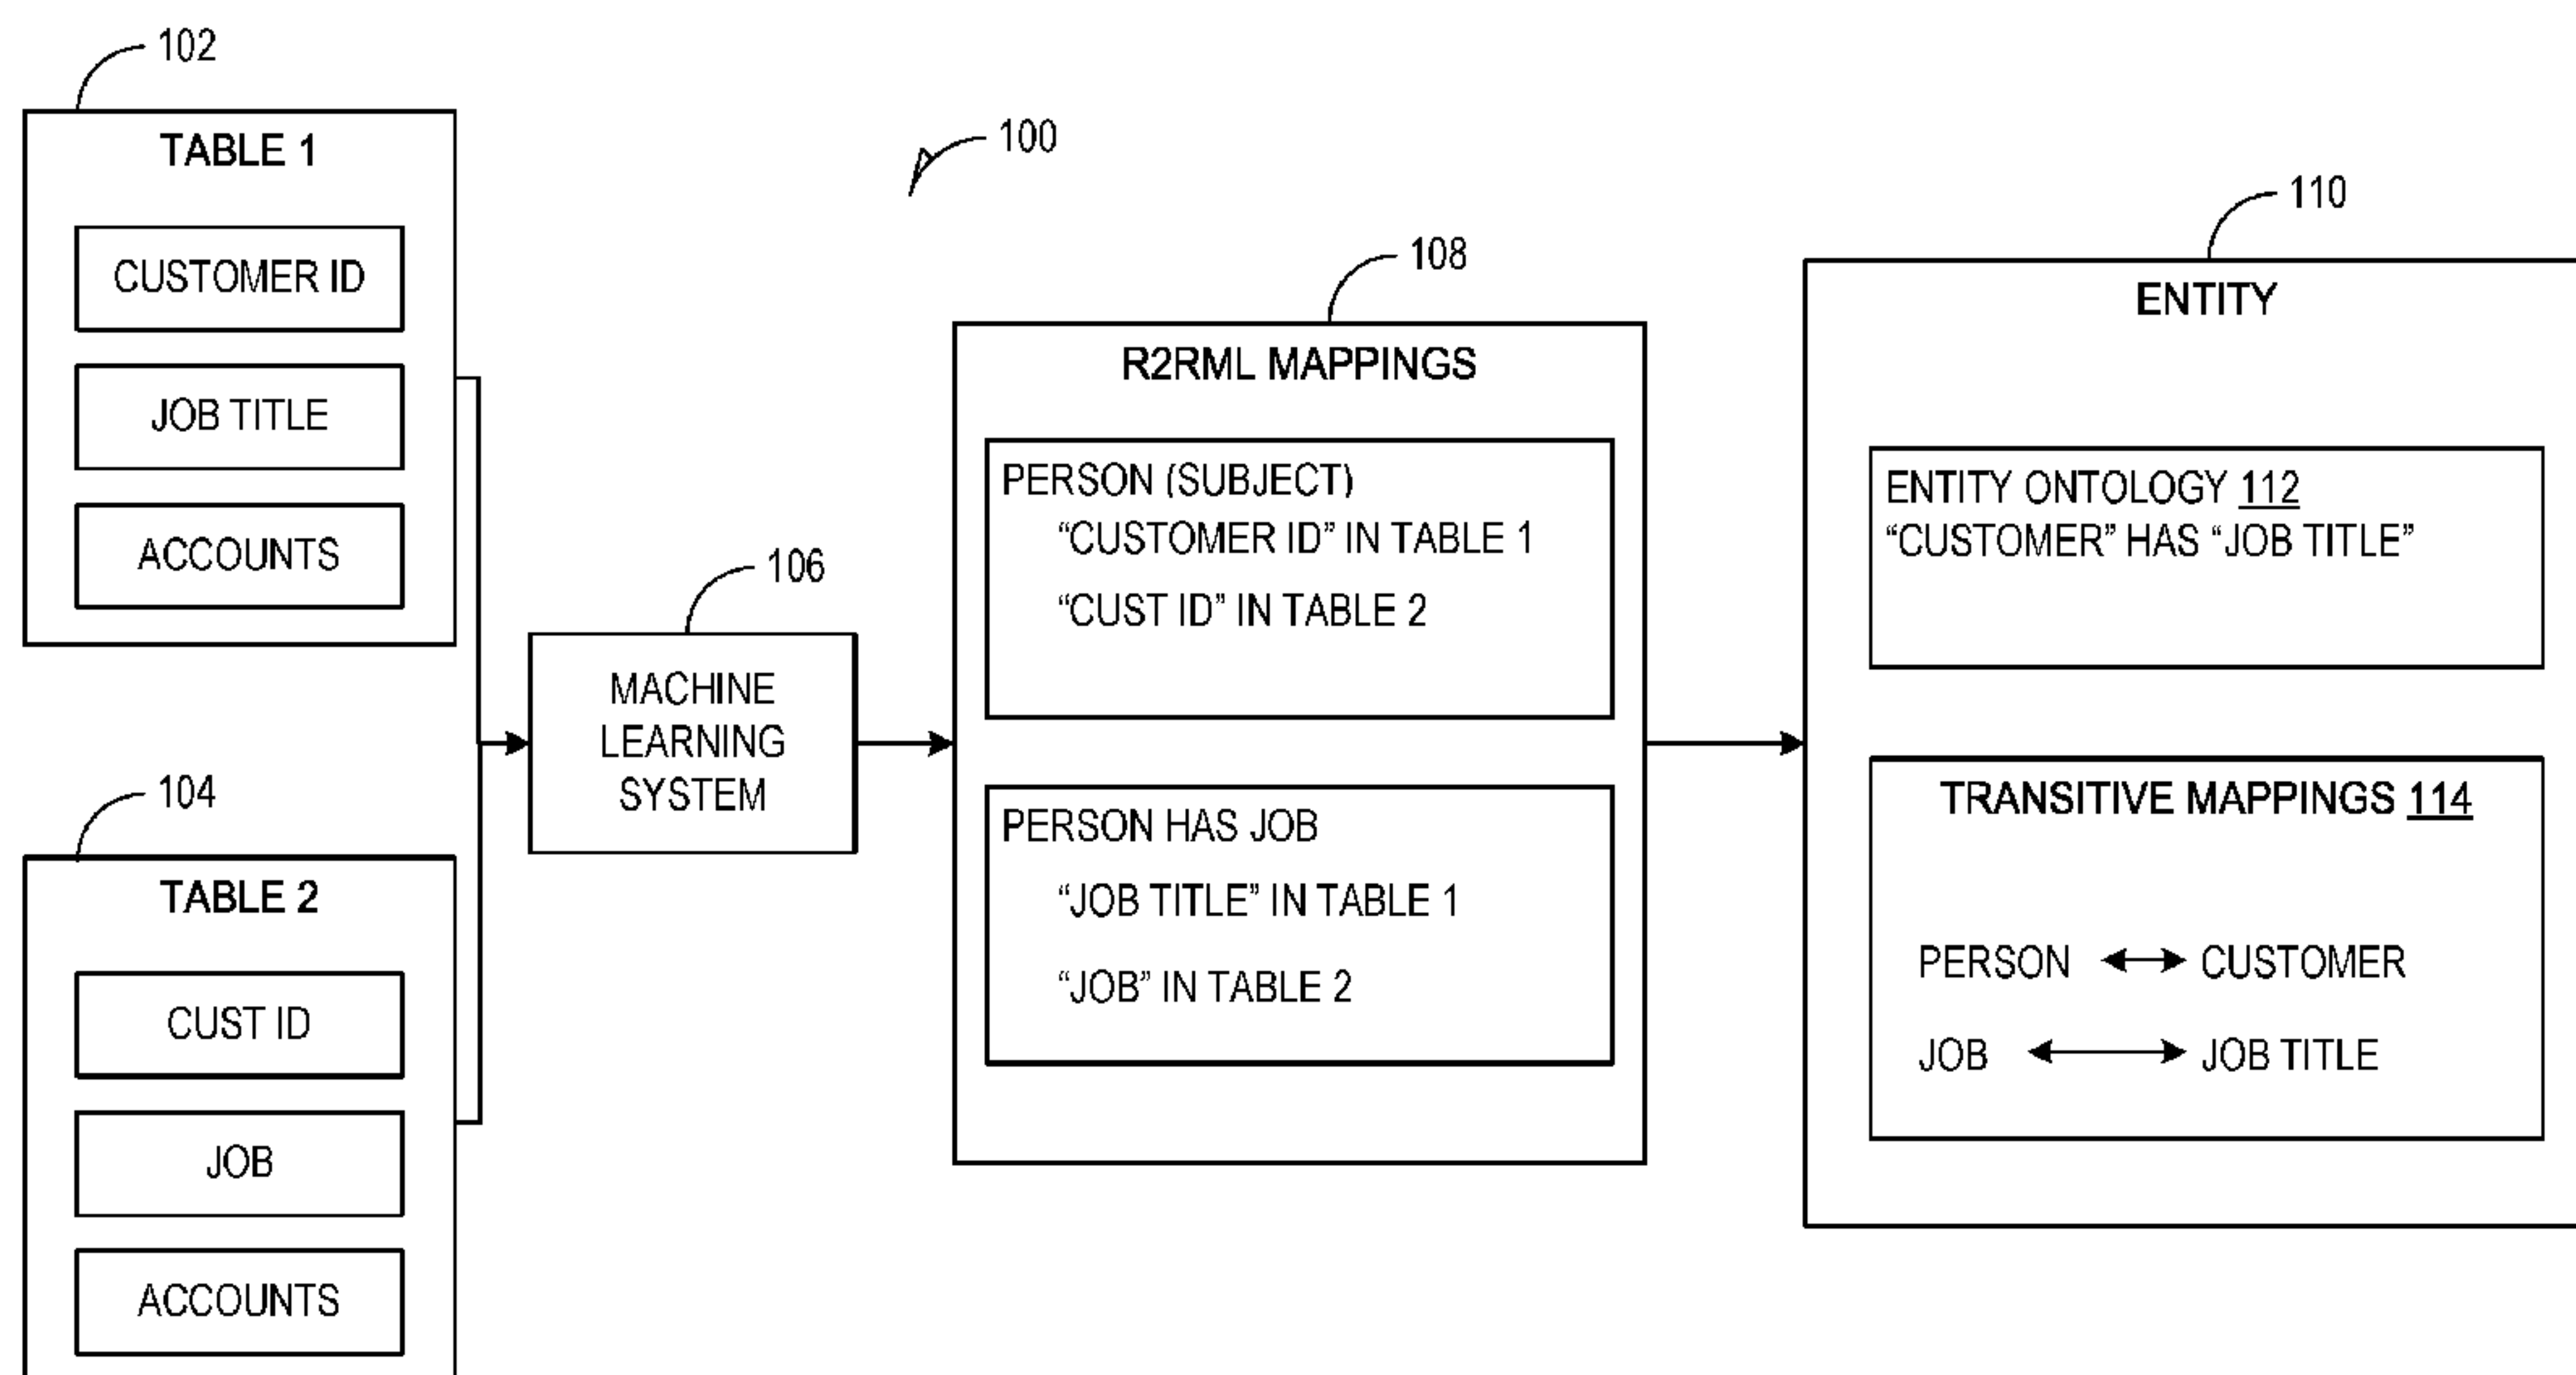 102
TABLE 1
CUSTOMER ID
JOB TITLE
ACCOUNTS
104
TABLE 2
CUST ID
JOB
ACCOUNTS
100
106
MACHINE
LEARNING
SYSTEM
108
R2RML MAPPINGS
PERSON (SUBJECT)
“CUSTOMER ID” IN TABLE 1
“CUST ID” IN TABLE 2
PERSON HAS JOB
“JOB TITLE” IN TABLE 1
“JOB” IN TABLE 2
110
ENTITY
ENTITY ONTOLOGY 112
“CUSTOMER” HAS “JOB TITLE”
TRANSITIVE MAPPINGS 114
PERSON CUSTOMER
JOB JOB TITLE